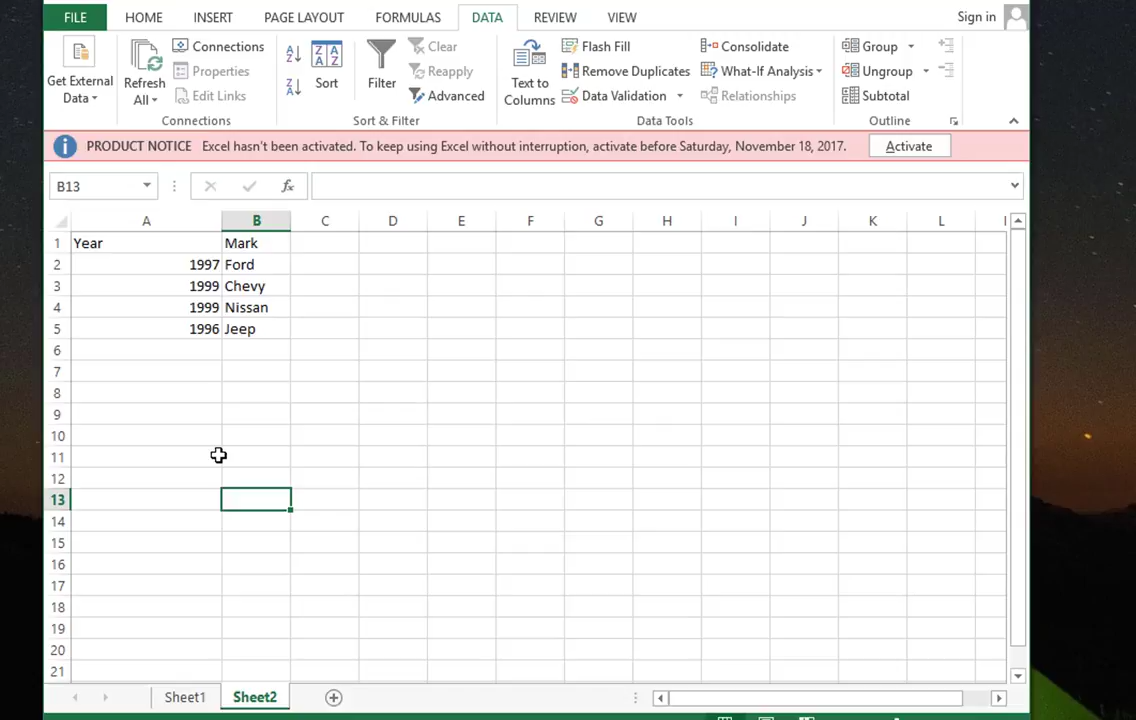 FILE HOME INSERT PAGE LAYOUT FORMULAS DATA REVIEW VIEW Sign in
Get External Data
Refresh All
Connections
Properties
Edit Links
Connections
A Z
Z A
Z A A Z
Sort
Filter
Clear
Reapply
Advanced
Sort & Filter
Text to Columns
Flash Fill
Remove Duplicates
Data Validation
Consolidate
What-If Analysis
Relationships
Data Tools
Group
Ungroup
Subtotal
Outline
i PRODUCT NOTICE Excel hasn't been activated. To keep using Excel without interruption, activate before Saturday, November 18, 2017. Activate
B13 fx
A B C D E F G H I J K L
1 Year Mark
2 1997 Ford
3 1999 Chevy
4 1999 Nissan
5 1996 Jeep
6
7
8
9
10
11
12
13
14
15
16
17
18
19
20
21
Sheet1 Sheet2